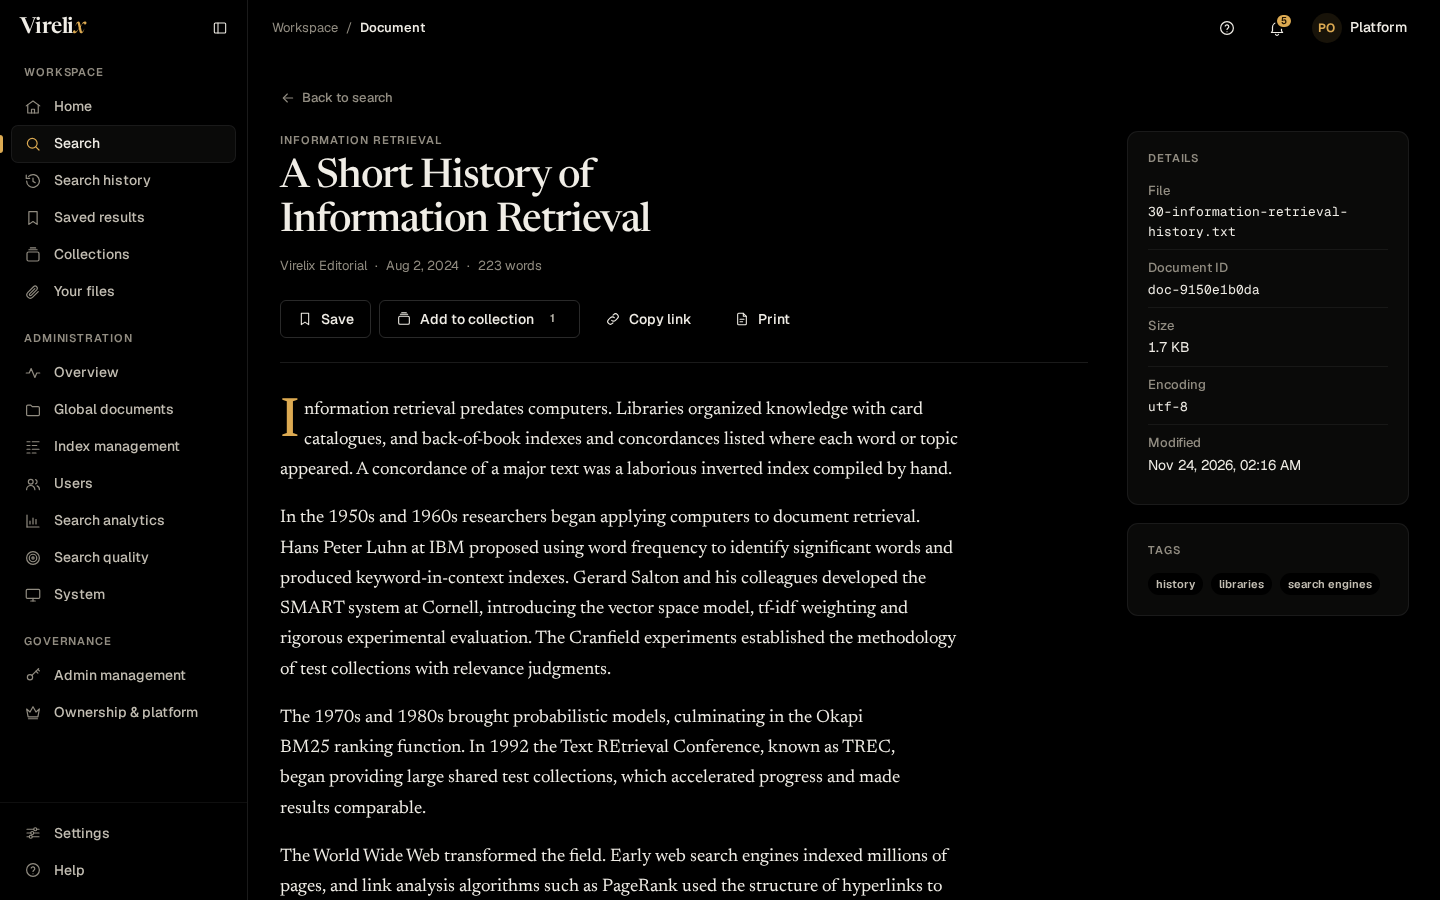 Virelix
WORKSPACE
Home
Search
Search history
Saved results
Collections
Your files
ADMINISTRATION
Overview
Global documents
Index management
Users
Search analytics
Search quality
System
GOVERNANCE
Admin management
Ownership & platform
Settings
Help
Workspace / Document
5
PO Platform
Back to search
INFORMATION RETRIEVAL
A Short History of
Information Retrieval
Virelix Editorial · Aug 2, 2024 · 223 words
Save
Add to collection 1
Copy link
Print
Information retrieval predates computers. Libraries organized knowledge with card
catalogues, and back-of-book indexes and concordances listed where each word or topic
appeared. A concordance of a major text was a laborious inverted index compiled by hand.
In the 1950s and 1960s researchers began applying computers to document retrieval.
Hans Peter Luhn at IBM proposed using word frequency to identify significant words and
produced keyword-in-context indexes. Gerard Salton and his colleagues developed the
SMART system at Cornell, introducing the vector space model, tf-idf weighting and
rigorous experimental evaluation. The Cranfield experiments established the methodology
of test collections with relevance judgments.
The 1970s and 1980s brought probabilistic models, culminating in the Okapi
BM25 ranking function. In 1992 the Text REtrieval Conference, known as TREC,
began providing large shared test collections, which accelerated progress and made
results comparable.
The World Wide Web transformed the field. Early web search engines indexed millions of
pages, and link analysis algorithms such as PageRank used the structure of hyperlinks to
DETAILS
File
30-information-retrieval-
history.txt
Document ID
doc-9150e1b0da
Size
1.7 KB
Encoding
utf-8
Modified
Nov 24, 2026, 02:16 AM
TAGS
history
libraries
search engines